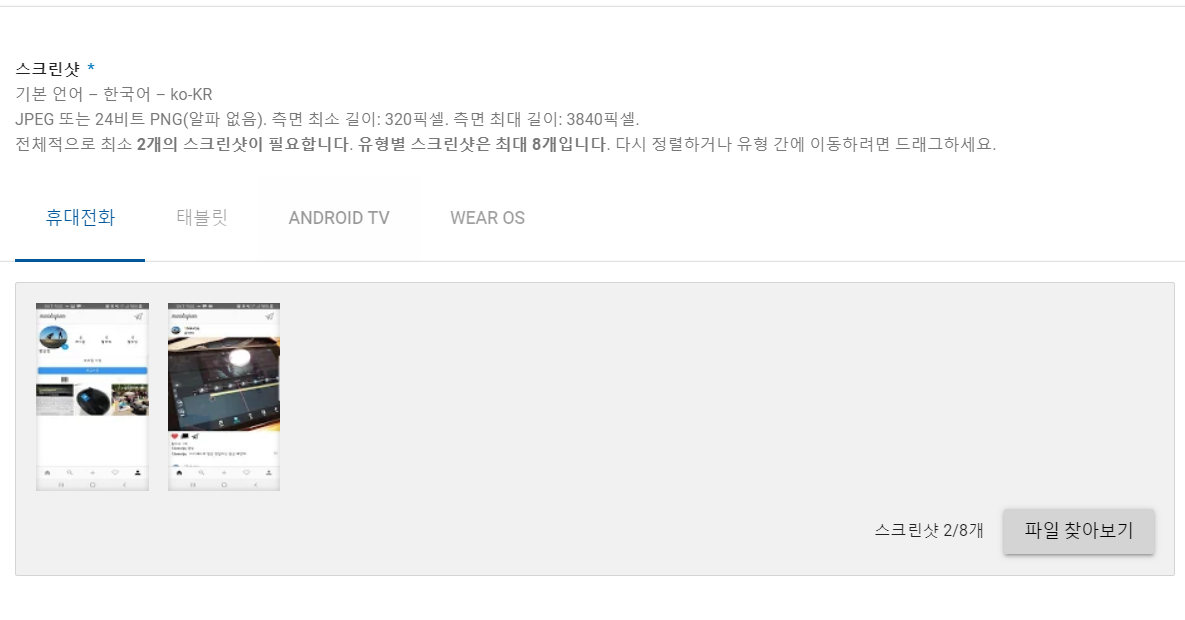 스크린샷 *
기본 언어 – 한국어 – ko-KR
JPEG 또는 24비트 PNG(알파 없음). 측면 최소 길이: 320픽셀. 측면 최대 길이: 3840픽셀.
전체적으로 최소 2개의 스크린샷이 필요합니다. 유형별 스크린샷은 최대 8개입니다. 다시 정렬하거나 유형 간에 이동하려면 드래그하세요.
휴대전화 태블릿 ANDROID TV WEAR OS
스크린샷 2/8개 파일 찾아보기